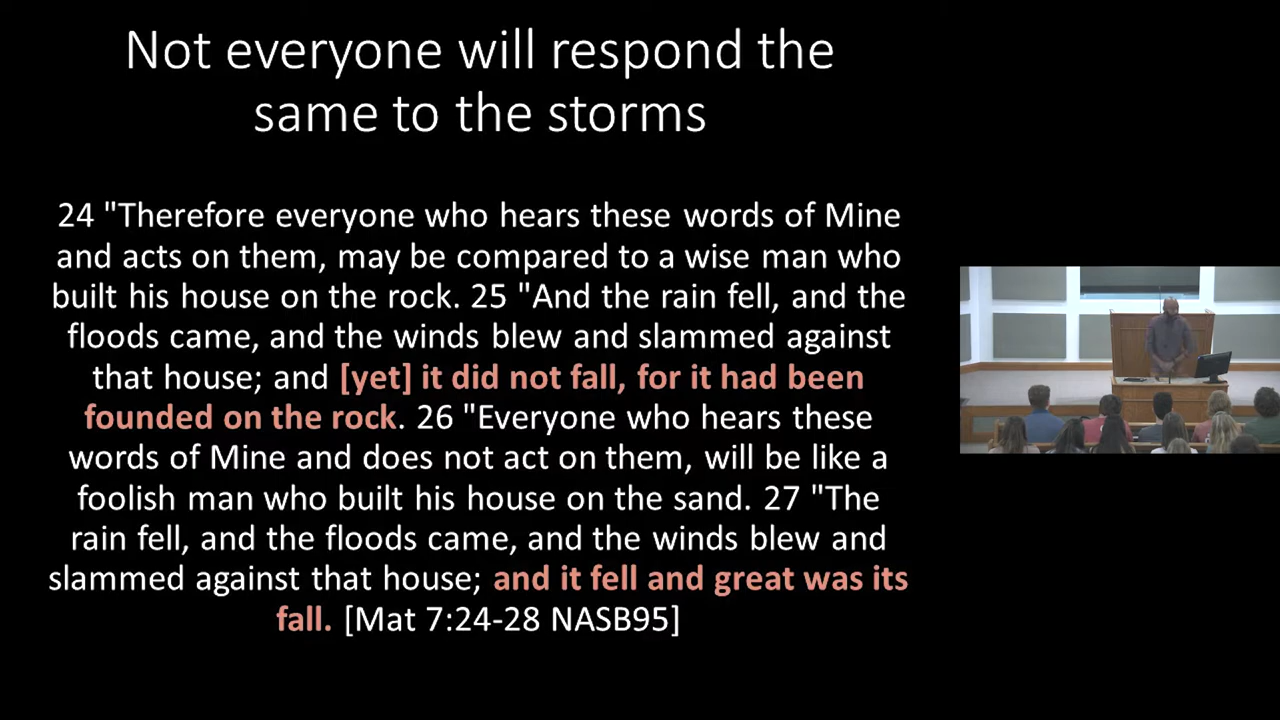 Not everyone will respond the
same to the storms
24 "Therefore everyone who hears these words of Mine
and acts on them, may be compared to a wise man who
built his house on the rock. 25 "And the rain fell, and the
floods came, and the winds blew and slammed against
that house; and [yet] it did not fall, for it had been
founded on the rock. 26 "Everyone who hears these
words of Mine and does not act on them, will be like a
foolish man who built his house on the sand. 27 "The
rain fell, and the floods came, and the winds blew and
slammed against that house; and it fell and great was its
fall. [Mat 7:24-28 NASB95]